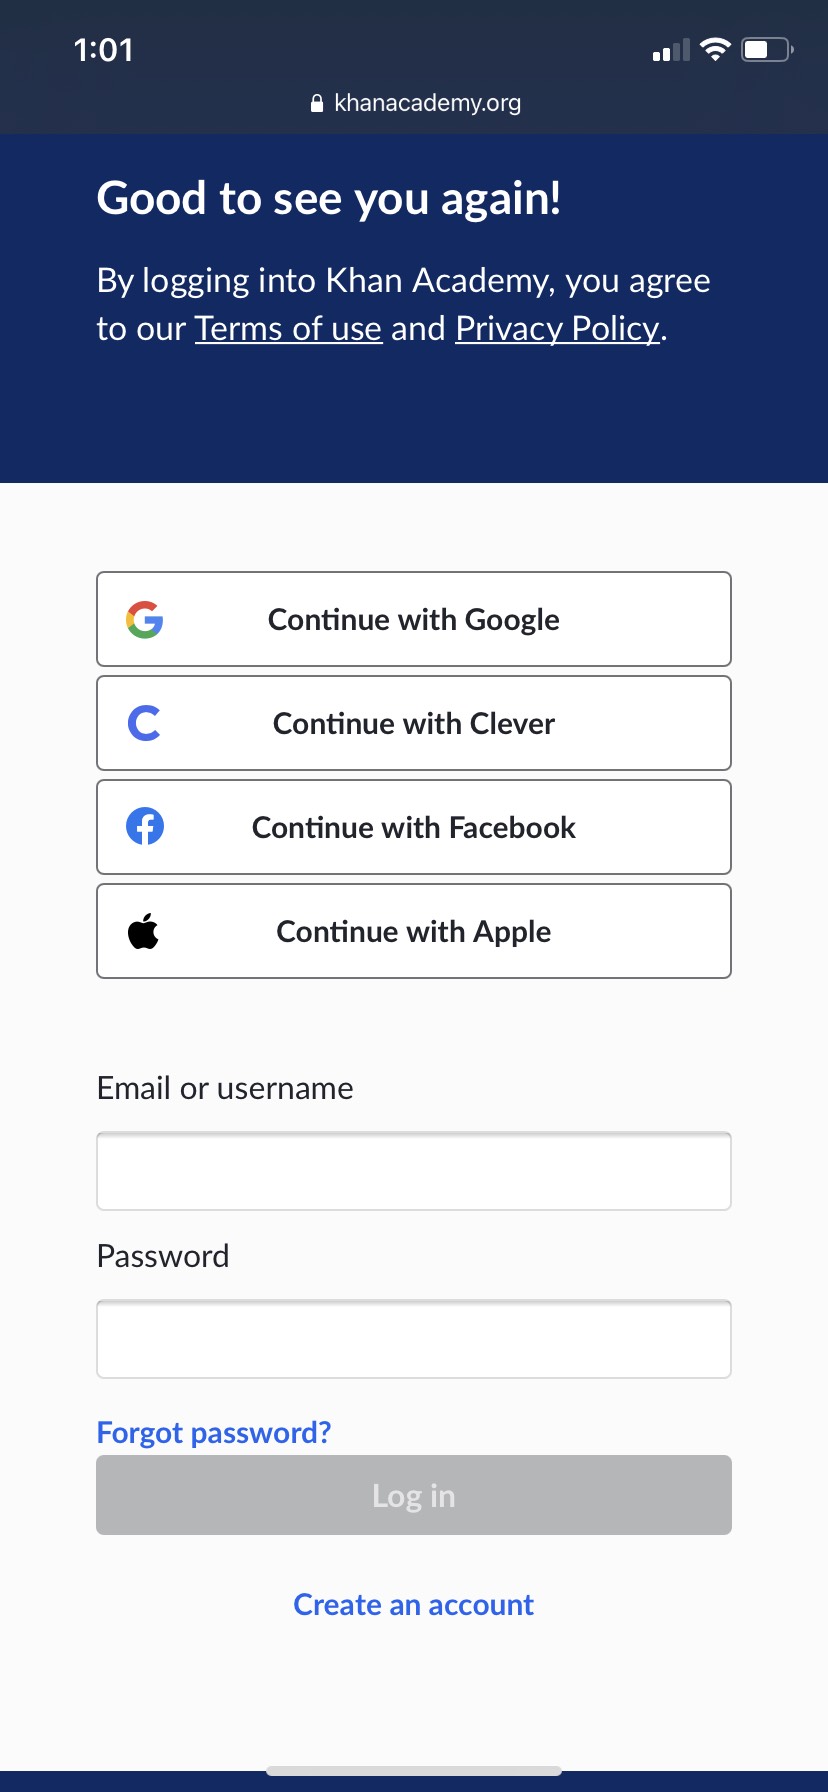 1:01
khanacademy.org
Good to see you again!
By logging into Khan Academy, you agree
to our Terms of use and Privacy Policy.
Continue with Google
Continue with Clever
Continue with Facebook
Continue with Apple
Email or username
Password
Forgot password?
Log in
Create an account